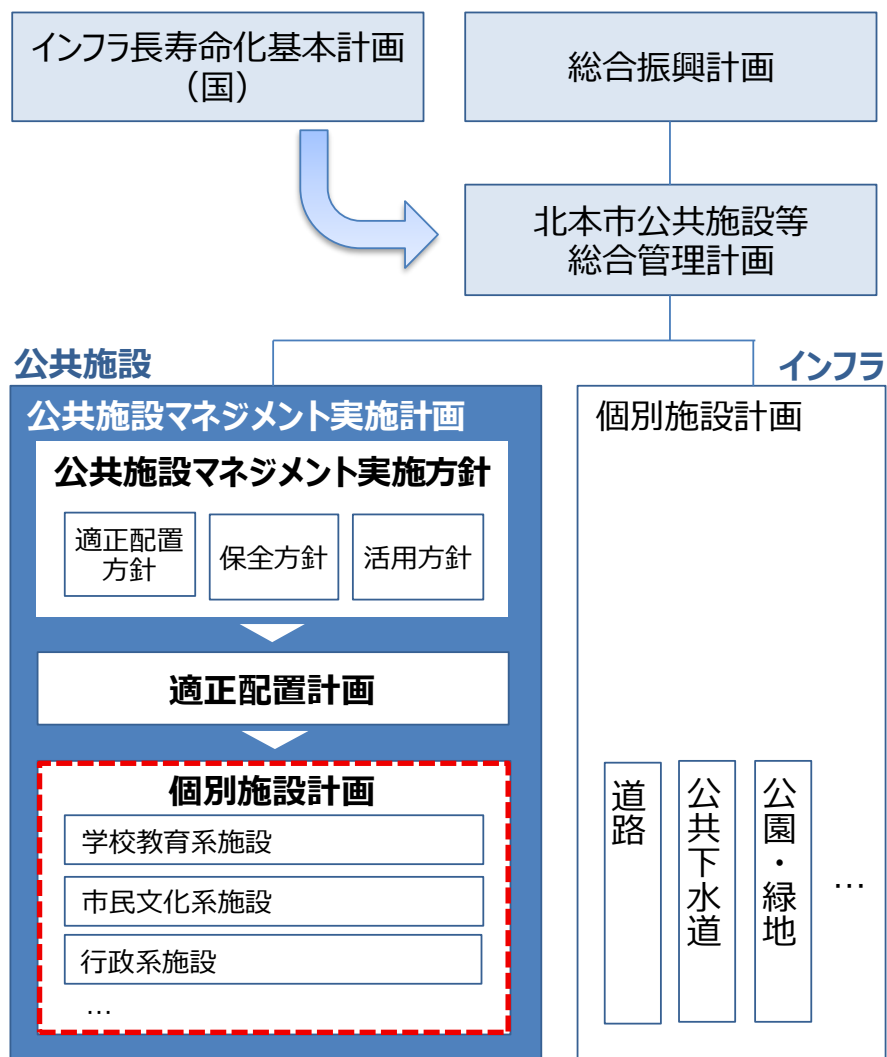 インフラ長寿命化基本計画
（国）
総合振興計画
北本市公共施設等
総合管理計画
公共施設
インフラ
公共施設マネジメント実施計画
公共施設マネジメント実施方針
適正配置
方針
保全方針
活用方針
適正配置計画
個別施設計画
学校教育系施設
市民文化系施設
行政系施設
…
個別施設計画
道路
公共下水道
公園・緑地
…